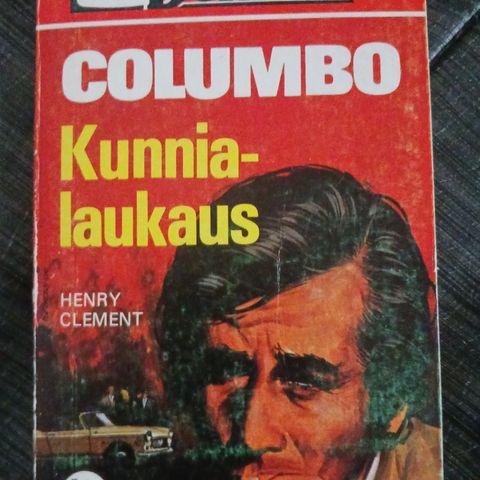 COLUMBO
Kunnia-
laukaus
HENRY
CLEMENT